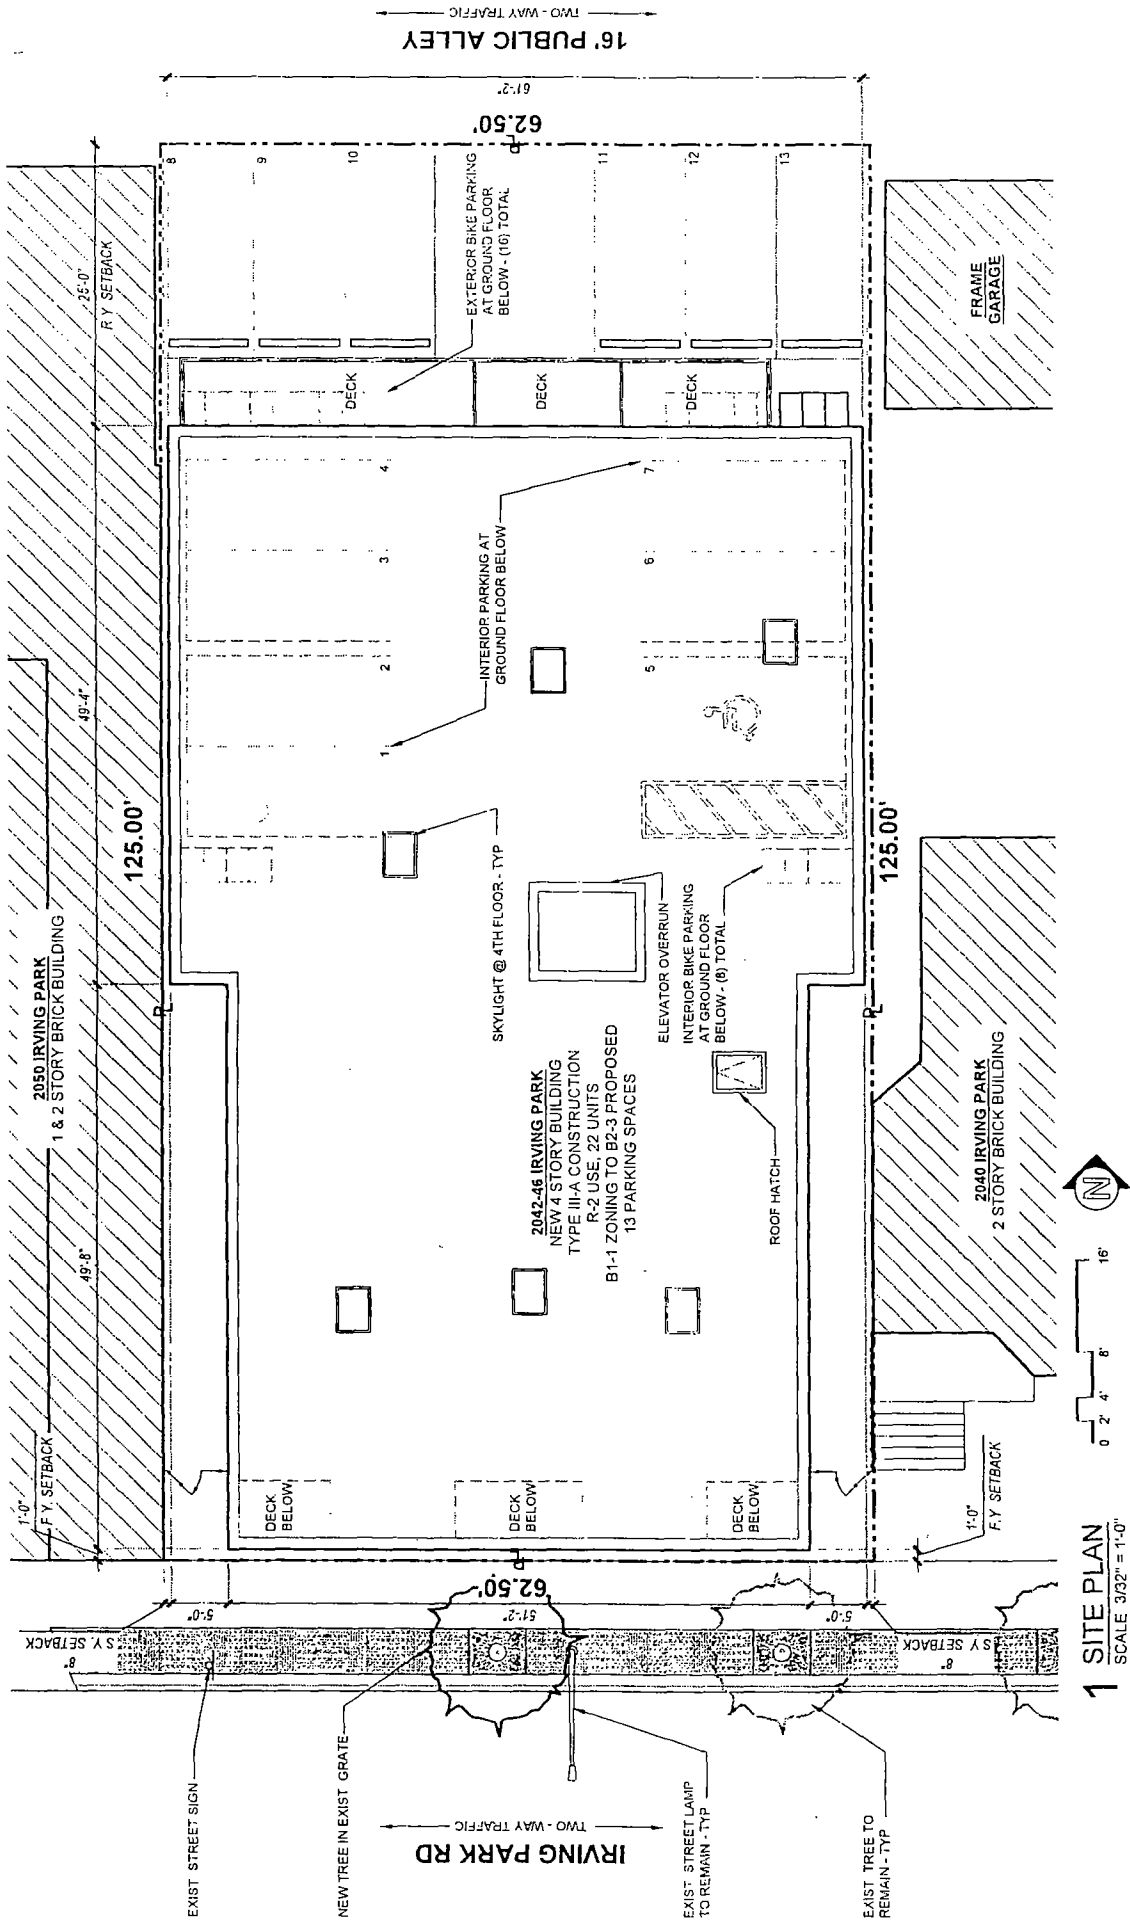 TWO - WAY TRAFFIC
16' PUBLIC ALLEY
61'-2"
62.50'
8
9
10
11
12
13
EXTERIOR BIKE PARKING
AT GROUND FLOOR
BELOW - (16) TOTAL
R Y SETBACK
FRAME
GARAGE
DECK
DECK
DECK
4
3
2
1
7
6
5
INTERIOR PARKING AT
GROUND FLOOR BELOW
49'-4"
125.00'
125.00'
2050 IRVING PARK
1 & 2 STORY BRICK BUILDING
SKYLIGHT @ 4TH FLOOR - TYP
ELEVATOR OVERRUN
INTERIOR BIKE PARKING
AT GROUND FLOOR
BELOW - (8) TOTAL
2042-46 IRVING PARK
NEW 4 STORY BUILDING
TYPE III-A CONSTRUCTION
R-2 USE, 22 UNITS
B1-1 ZONING TO B2-3 PROPOSED
13 PARKING SPACES
ROOF HATCH
2040 IRVING PARK
2 STORY BRICK BUILDING
49'-8"
1'-0"
F.Y. SETBACK
DECK
BELOW
DECK
BELOW
DECK
BELOW
1'-0"
F.Y SETBACK
62.50'
5'-0"
51'-2"
5'-0"
S Y. SETBACK
8"
S Y. SETBACK
8"
EXIST STREET SIGN
NEW TREE IN EXIST GRATE
EXIST STREET LAMP
TO REMAIN - TYP
EXIST TREE TO
REMAIN - TYP
TWO - WAY TRAFFIC
IRVING PARK RD
N
0 2' 4' 8' 16'
1 SITE PLAN
SCALE 3/32" = 1'-0"